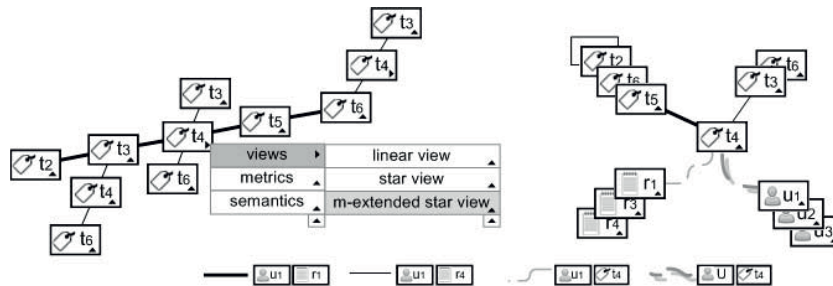 t3
t4
t3
t6
t5
t4
t3
t2
t6
t4
t6
views
metrics
semantics
linear view
star view
m-extended star view
t2
t6
t5
t6
t3
t4
r1
r3
r4
u1
u2
u3
u1 r1
u1 r4
u1 t4
U t4